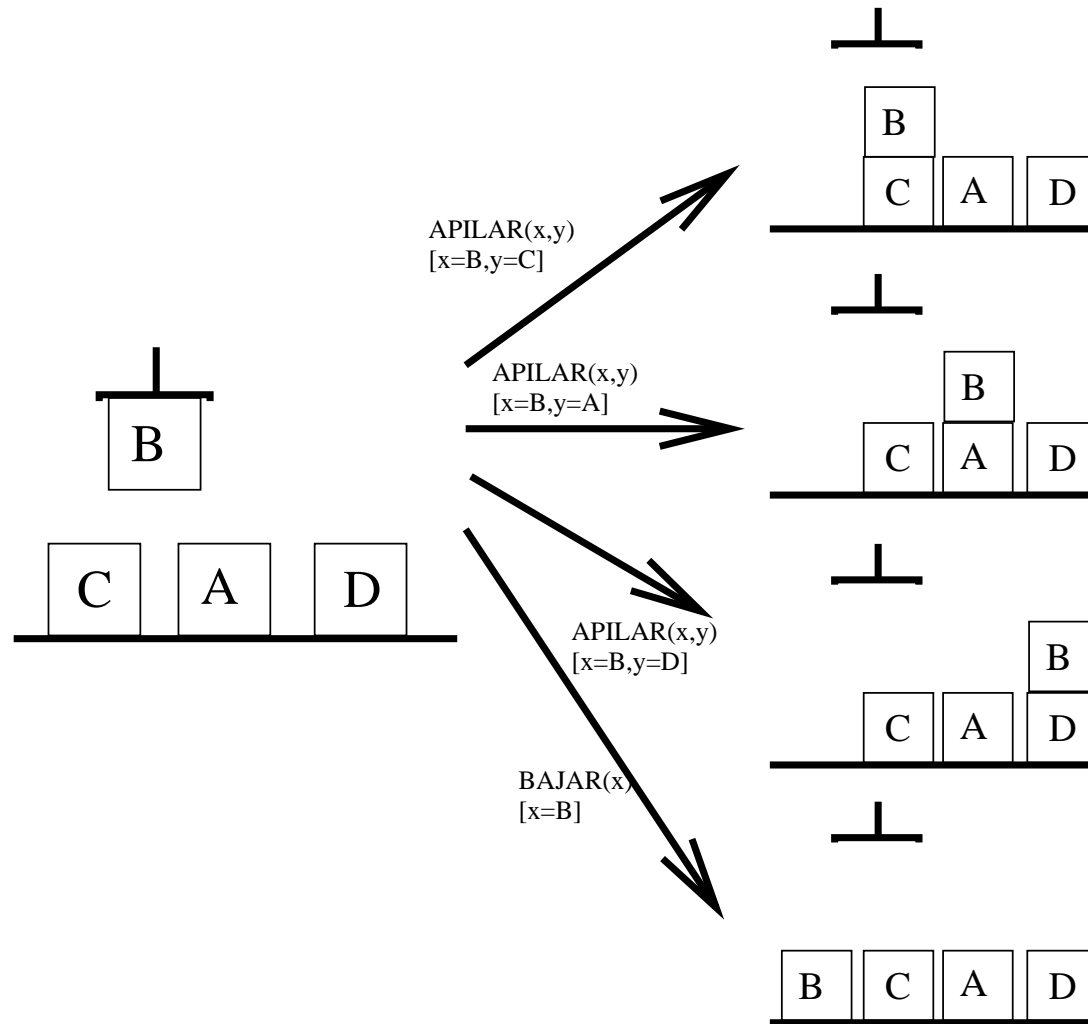 B
C A D
APILAR(x,y)
[x=B,y=C]
APILAR(x,y)
[x=B,y=A]
APILAR(x,y)
[x=B,y=D]
BAJAR(x)
[x=B]
B
C A D
B
C A D
B
C A D
B C A D